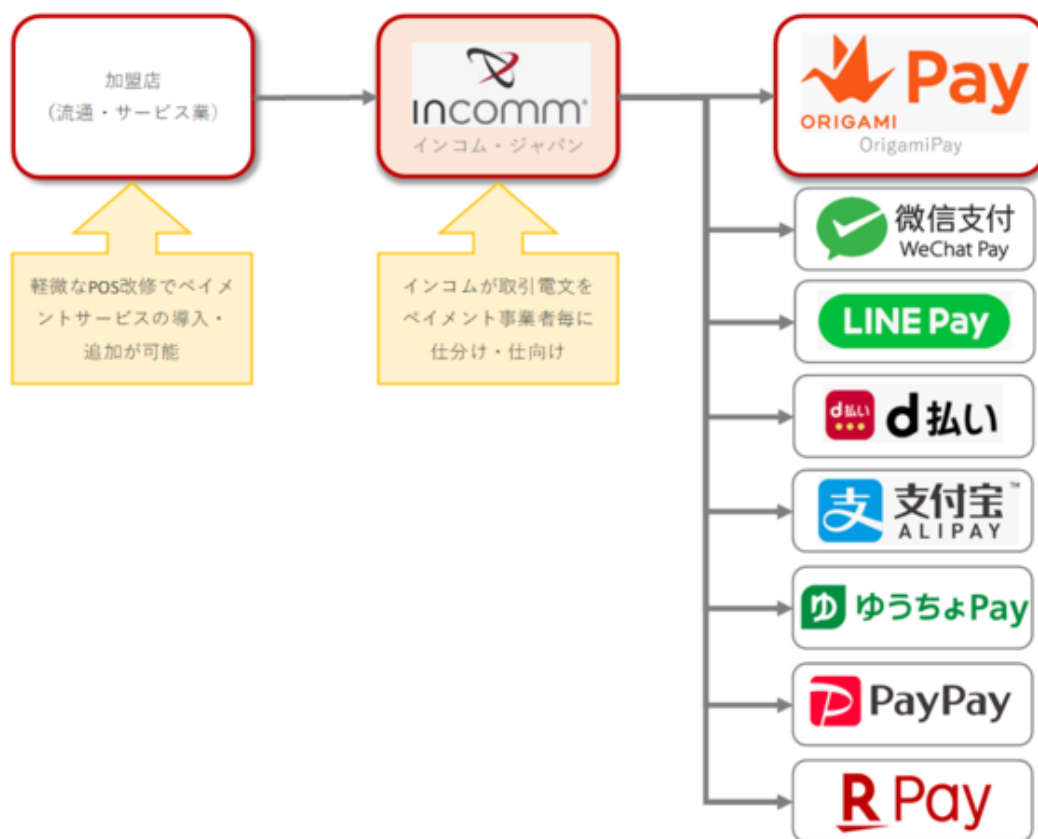 加盟店
（流通・サービス業）
incomm
インコム・ジャパン
Pay
ORIGAMI
OrigamiPay
軽微なPOS改修でペイメ
ントサービスの導入・
追加が可能
インコムが取引電文を
ペイメント事業者毎に
仕分け・仕向け
微信支付
WeChat Pay
LINE Pay
d払い
d払い
支
支付宝™
ALIPAY
ゆ
ゆうちょPay
P
PayPay
R Pay